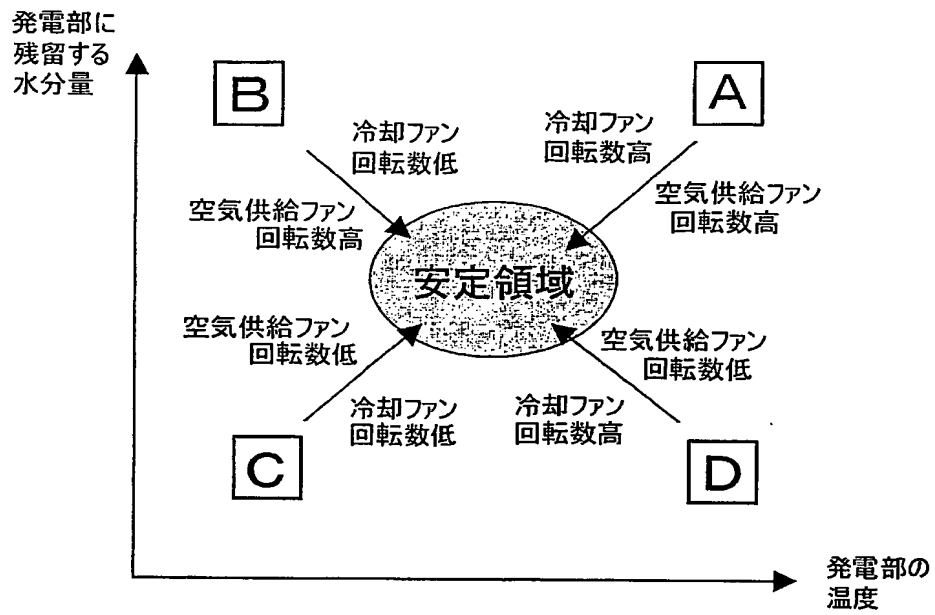 発電部に
残留する
水分量
B
A
冷却ファン
回転数低
冷却ファン
回転数高
空気供給ファン
回転数高
空気供給ファン
回転数高
安定領域
空気供給ファン
回転数低
空気供給ファン
回転数低
冷却ファン
回転数低
冷却ファン
回転数高
C
D
発電部の
温度